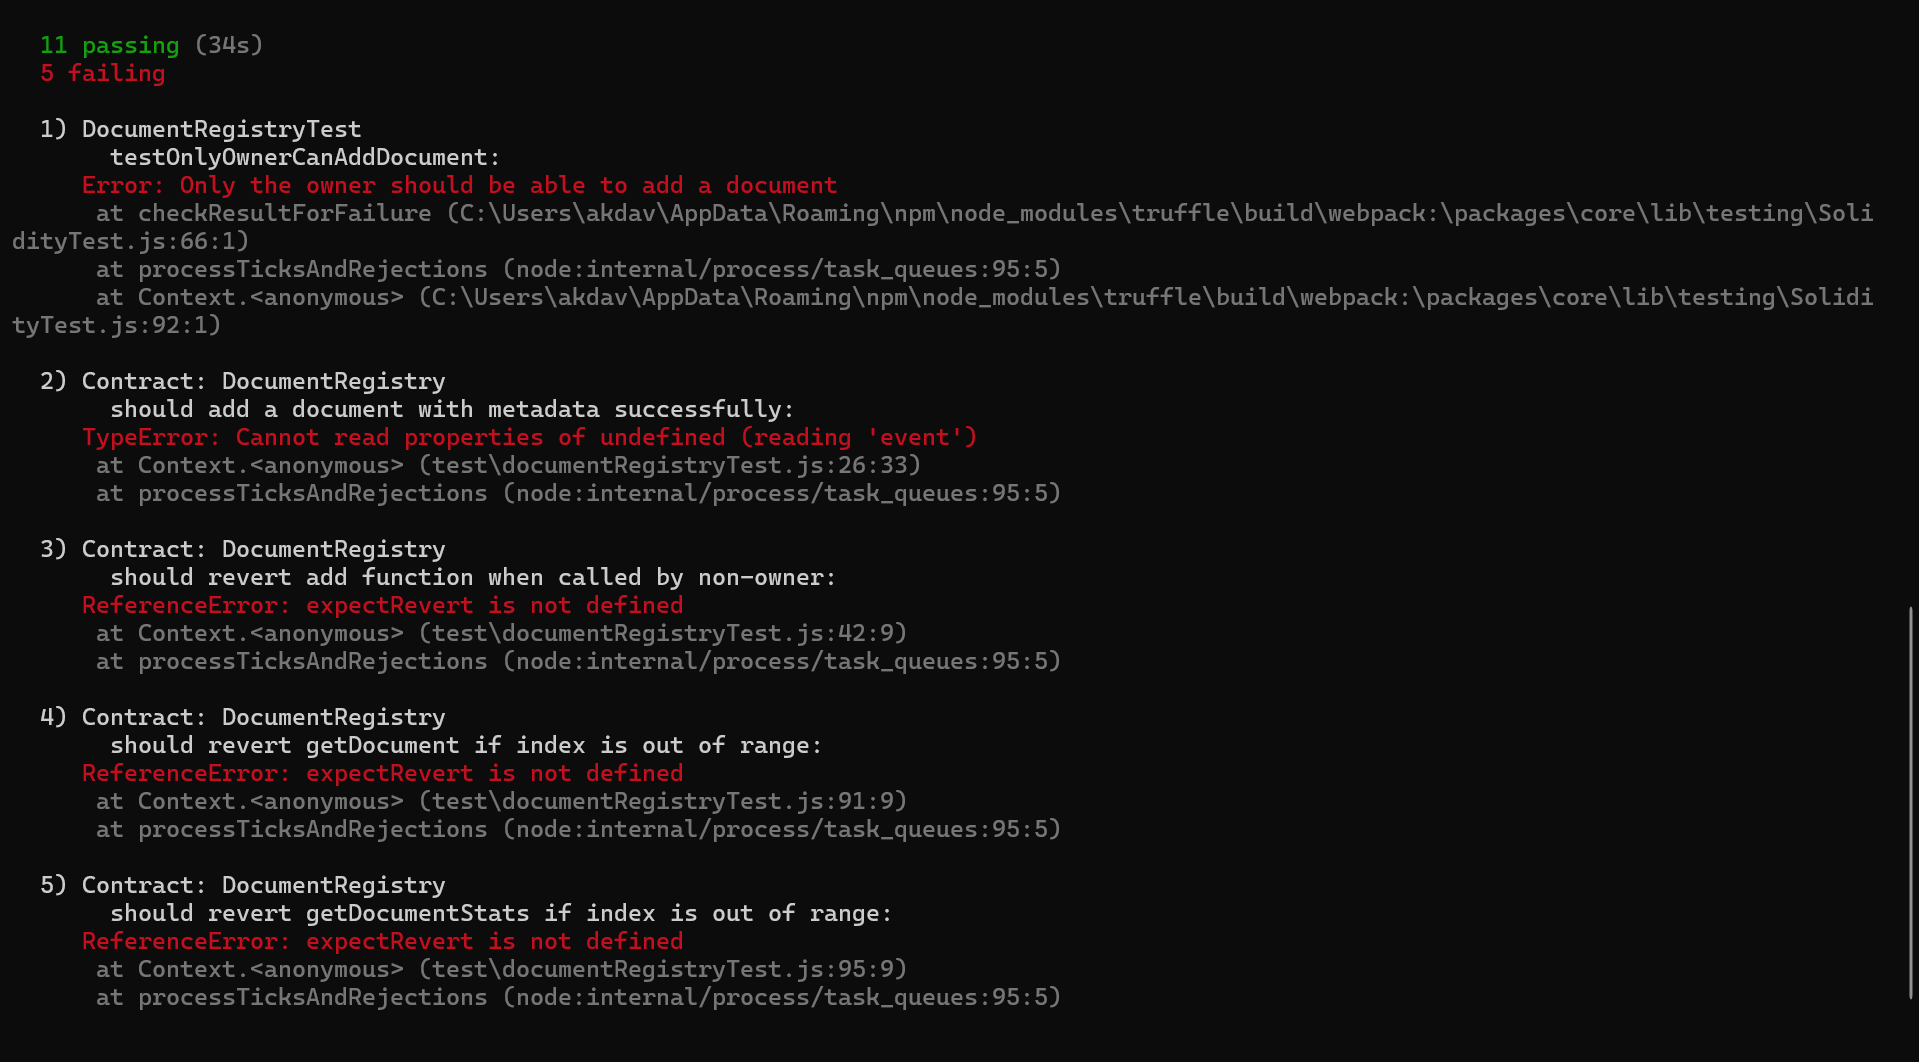 11 passing (34s)
5 failing
1) DocumentRegistryTest
testOnlyOwnerCanAddDocument:
Error: Only the owner should be able to add a document
at checkResultForFailure (C:\Users\akdav\AppData\Roaming\npm\node_modules\truffle\build\webpack:\packages\core\lib\testing\Soli
dityTest.js:66:1)
at processTicksAndRejections (node:internal/process/task_queues:95:5)
at Context.<anonymous> (C:\Users\akdav\AppData\Roaming\npm\node_modules\truffle\build\webpack:\packages\core\lib\testing\Solidi
tyTest.js:92:1)
2) Contract: DocumentRegistry
should add a document with metadata successfully:
TypeError: Cannot read properties of undefined (reading 'event')
at Context.<anonymous> (test\documentRegistryTest.js:26:33)
at processTicksAndRejections (node:internal/process/task_queues:95:5)
3) Contract: DocumentRegistry
should revert add function when called by non-owner:
ReferenceError: expectRevert is not defined
at Context.<anonymous> (test\documentRegistryTest.js:42:9)
at processTicksAndRejections (node:internal/process/task_queues:95:5)
4) Contract: DocumentRegistry
should revert getDocument if index is out of range:
ReferenceError: expectRevert is not defined
at Context.<anonymous> (test\documentRegistryTest.js:91:9)
at processTicksAndRejections (node:internal/process/task_queues:95:5)
5) Contract: DocumentRegistry
should revert getDocumentStats if index is out of range:
ReferenceError: expectRevert is not defined
at Context.<anonymous> (test\documentRegistryTest.js:95:9)
at processTicksAndRejections (node:internal/process/task_queues:95:5)